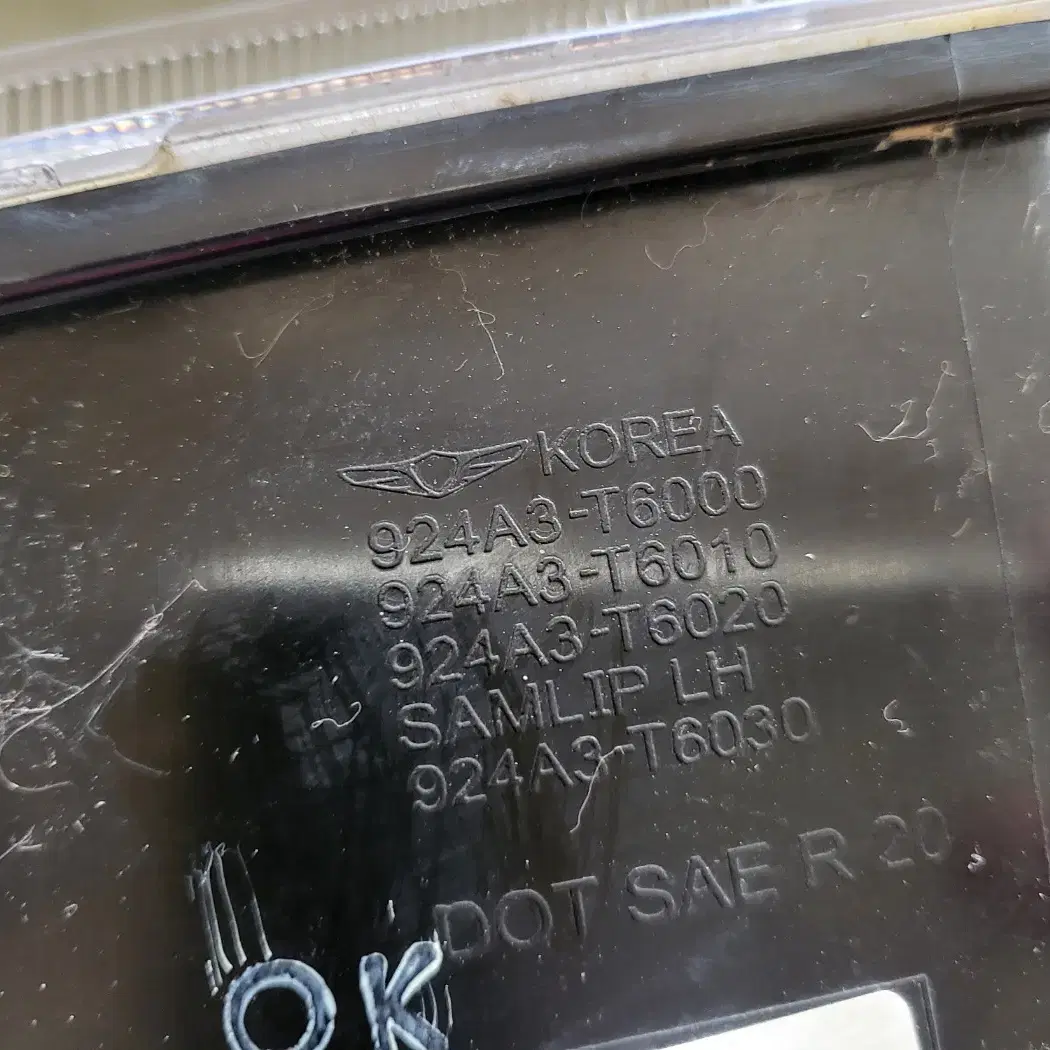 KOREA
924A3-T6000
924A3-T6010
924A3-T6020
SAMLIP LH
924A3-T6030
DOT SAE R 20
OK